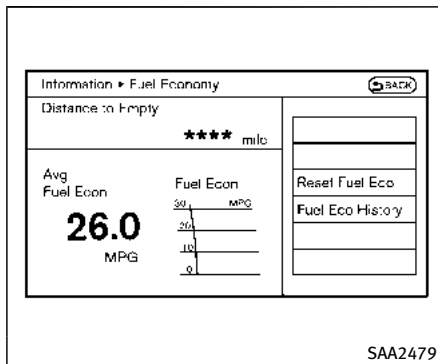 Information ▸ Fuel Economy
BACK
Distance to Empty
**** mile
Avg
Fuel Econ
26.0
MPG
Fuel Econ
30 MPG
20
10
0
Reset Fuel Eco
Fuel Eco History
SAA2479